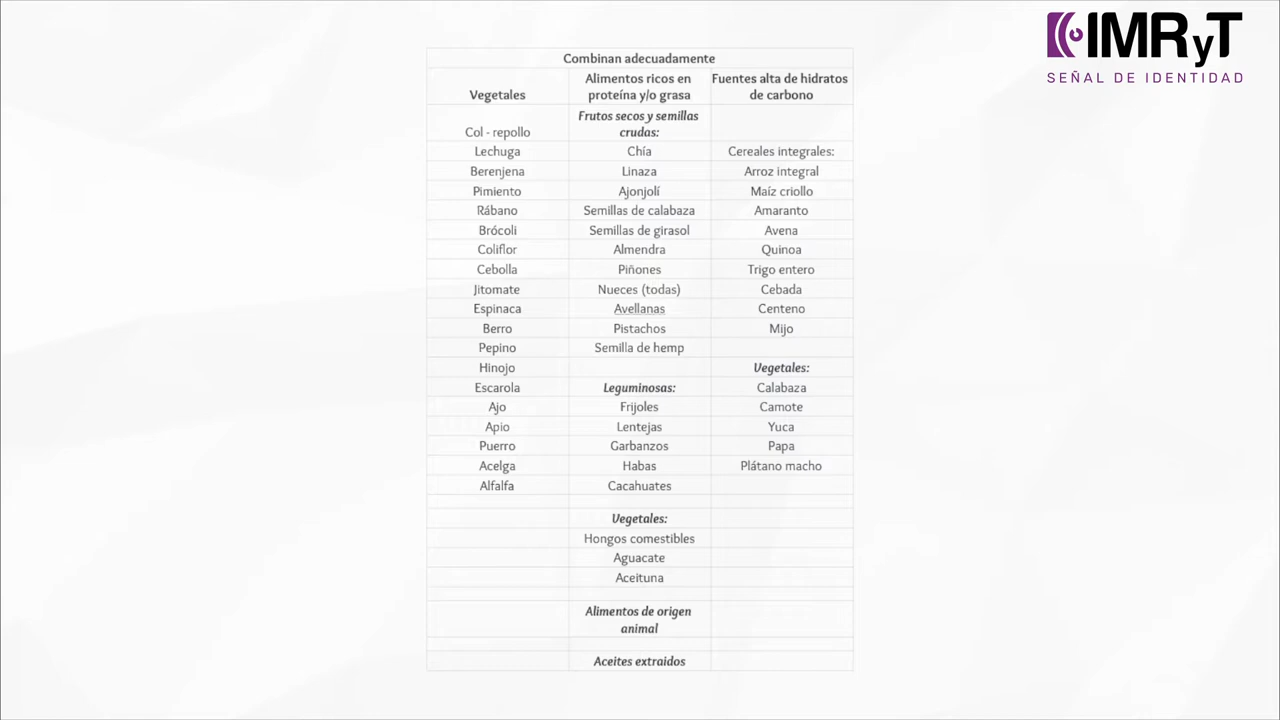 IMRyT
SEÑAL DE IDENTIDAD
Combinan adecuadamente
Vegetales Alimentos ricos en proteína y/o grasa Fuentes alta de hidratos de carbono
Col - repollo Frutos secos y semillas crudas:
Lechuga Chía Cereales integrales:
Berenjena Linaza Arroz integral
Pimiento Ajonjolí Maíz criollo
Rábano Semillas de calabaza Amaranto
Brócoli Semillas de girasol Avena
Coliflor Almendra Quinoa
Cebolla Piñones Trigo entero
Jitomate Nueces (todas) Cebada
Espinaca Avellanas Centeno
Berro Pistachos Mijo
Pepino Semilla de hemp
Hinojo Vegetales:
Escarola Leguminosas: Calabaza
Ajo Frijoles Camote
Apio Lentejas Yuca
Puerro Garbanzos Papa
Acelga Habas Plátano macho
Alfalfa Cacahuates
Vegetales:
Hongos comestibles
Aguacate
Aceituna
Alimentos de origen animal
Aceites extraidos